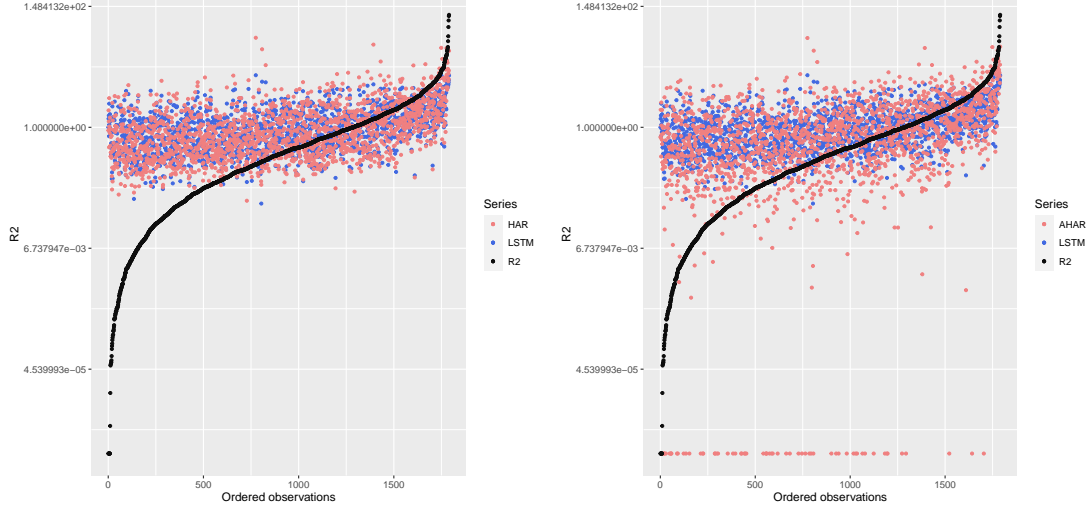 1.484132e+02
1.000000e+00
6.737947e−03
4.539993e−05
R2
0
500
1000
1500
Ordered observations
Series
HAR
LSTM
R2
1.484132e+02
1.000000e+00
6.737947e−03
4.539993e−05
R2
0
500
1000
1500
Ordered observations
Series
AHAR
LSTM
R2